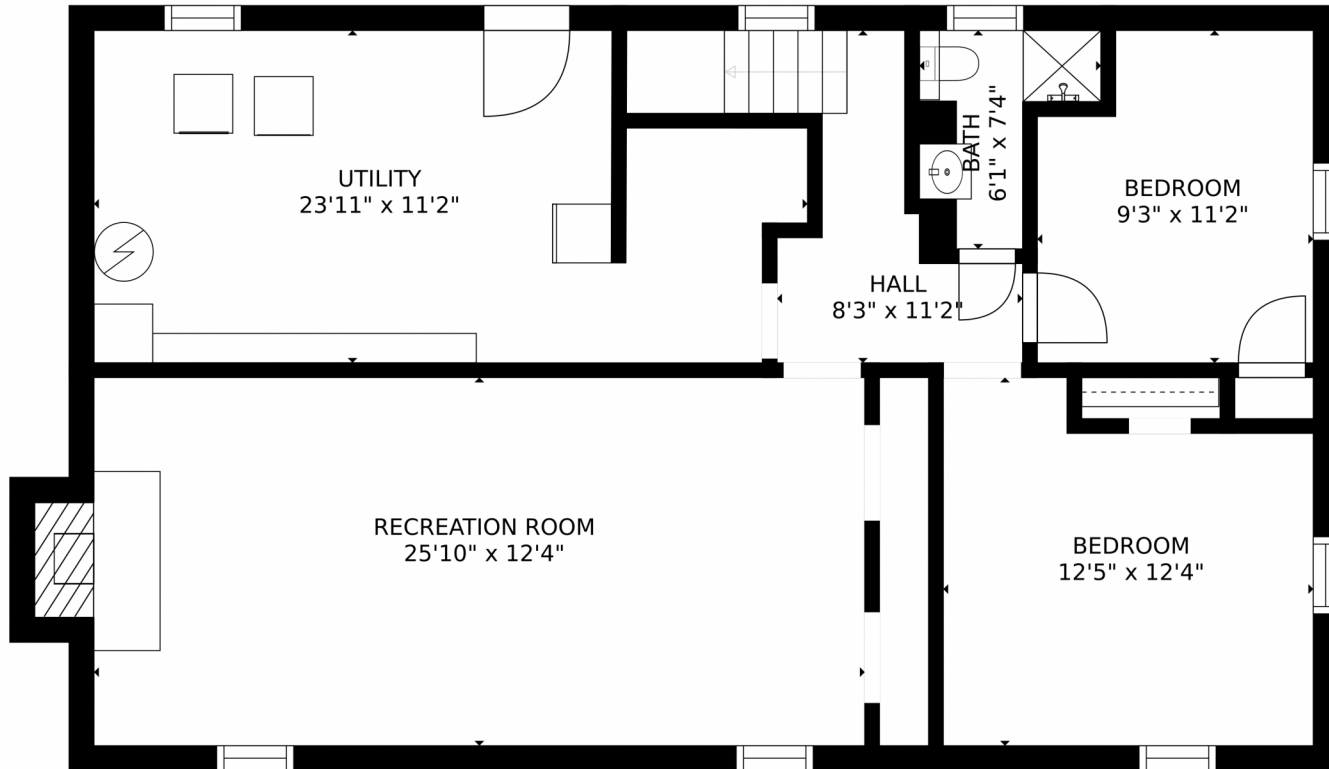 UTILITY
23'11" x 11'2"
BATH
6'1" x 7'4"
BEDROOM
9'3" x 11'2"
HALL
8'3" x 11'2"
RECREATION ROOM
25'10" x 12'4"
BEDROOM
12'5" x 12'4"